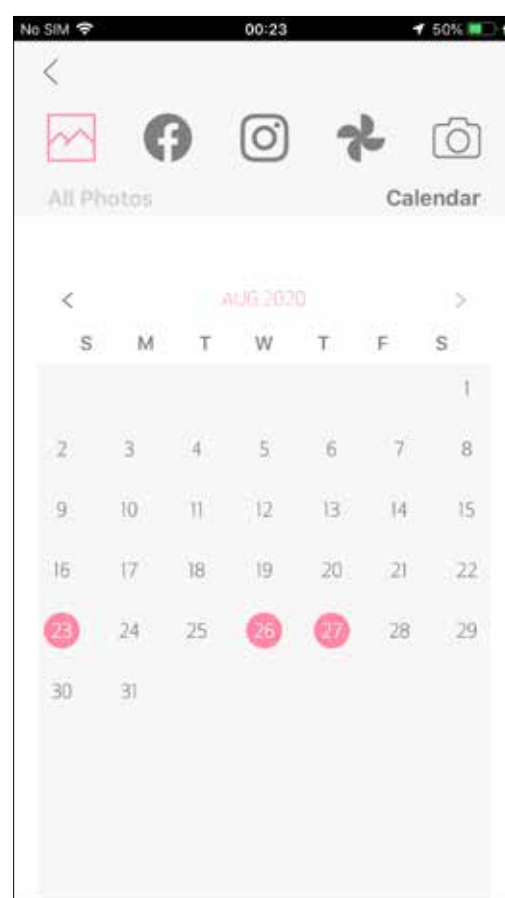 No SIM 00:23 50%
All Photos Calendar
< AUG 2020 >
S M T W T F S
1
2 3 4 5 6 7 8
9 10 11 12 13 14 15
16 17 18 19 20 21 22
23 24 25 26 27 28 29
30 31